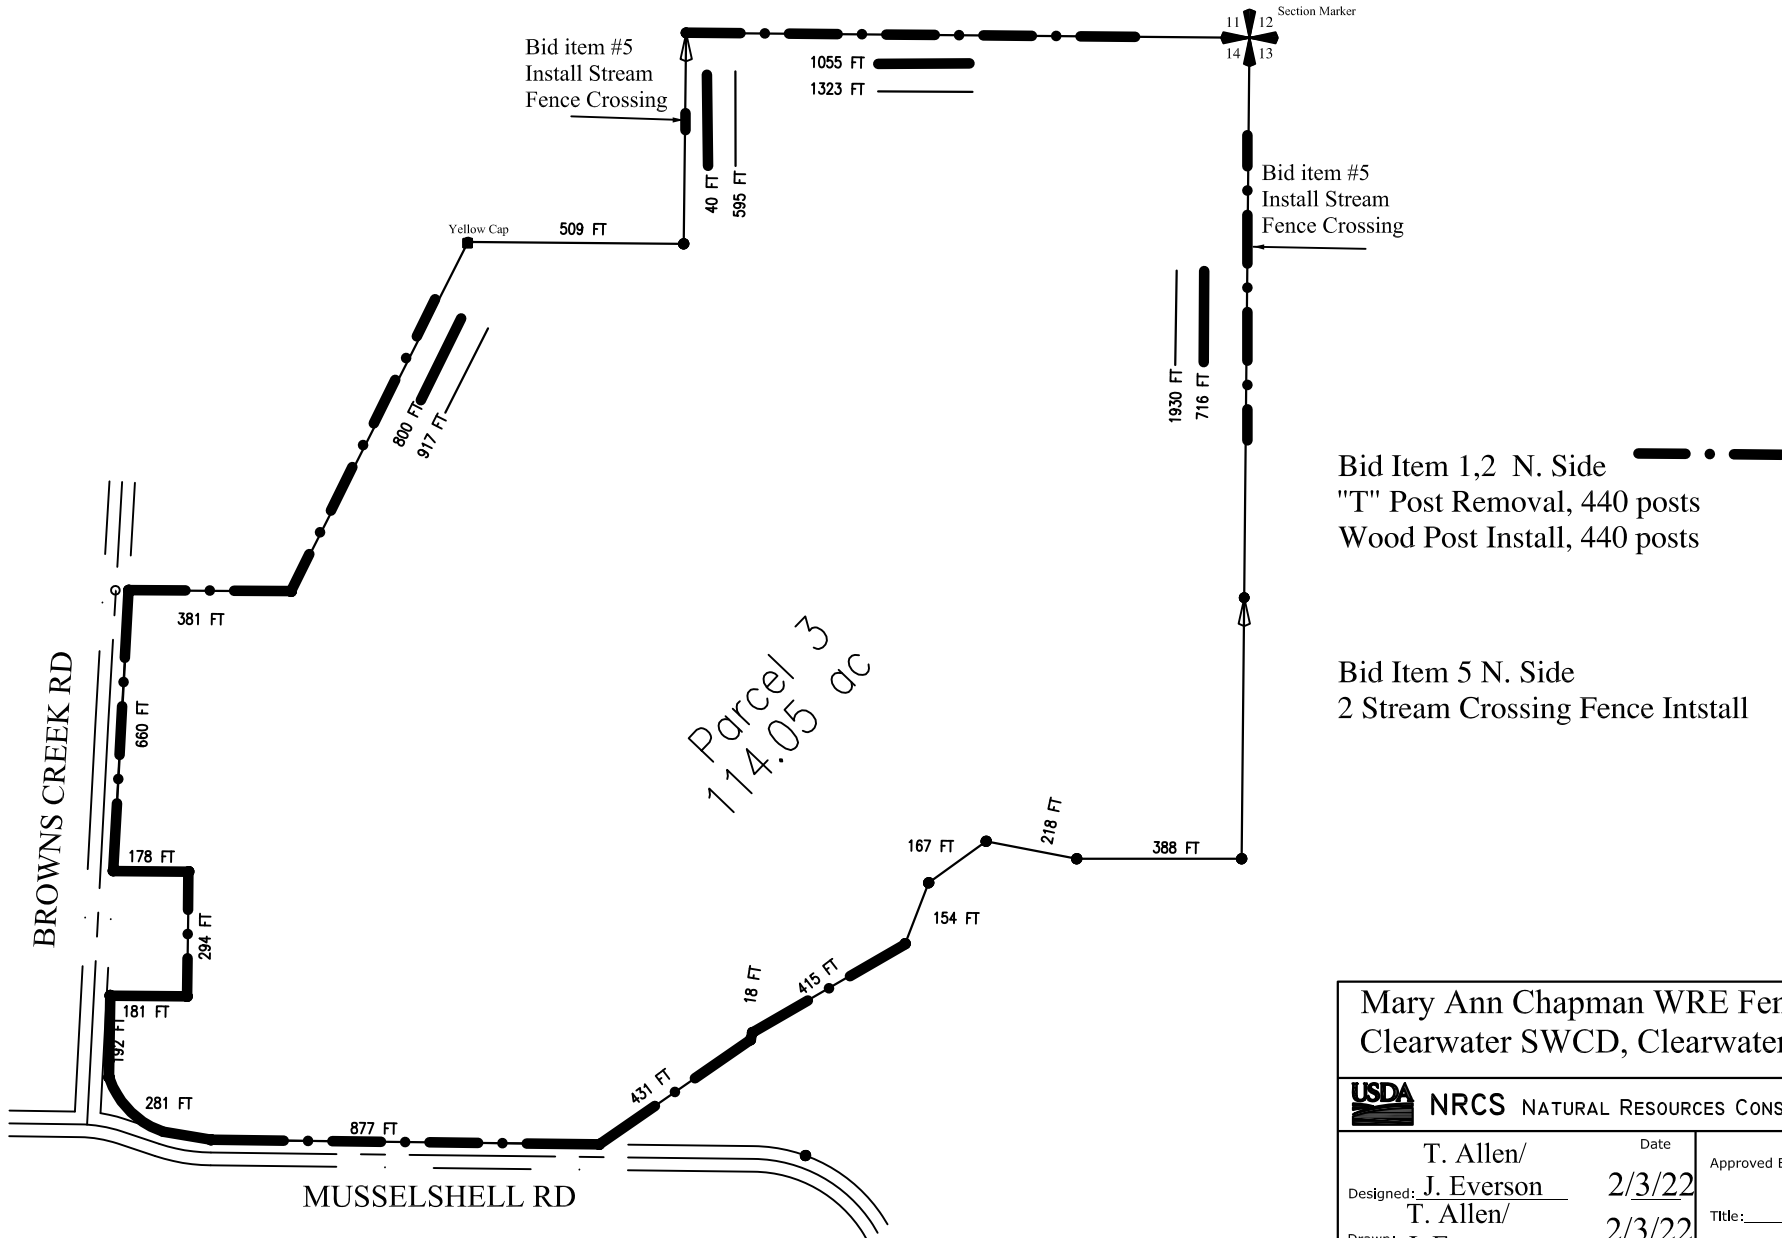 Section Marker
11 12
14 13
Bid item #5
Install Stream
Fence Crossing
1055 FT
1323 FT
40 FT
595 FT
Bid item #5
Install Stream
Fence Crossing
Yellow Cap
509 FT
1930 FT
716 FT
800 FT
917 FT
Bid Item 1,2 N. Side
"T" Post Removal, 440 posts
Wood Post Install, 440 posts
381 FT
Parcel 3
114.05 ac
Bid Item 5 N. Side
2 Stream Crossing Fence Intstall
BROWNS CREEK RD
660 FT
178 FT
294 FT
181 FT
192 FT
281 FT
877 FT
431 FT
18 FT
415 FT
154 FT
167 FT
218 FT
388 FT
MUSSELSHELL RD
Mary Ann Chapman WRE Fen
Clearwater SWCD, Clearwater
USDA NRCS NATURAL RESOURCES CONS
Date
T. Allen/
Designed: J. Everson 2/3/22
Approved
T. Allen/
2/3/22
Title: